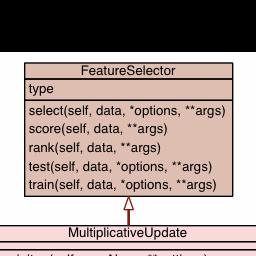 FeatureSelector
type
select(self, data, *options, **args)
score(self, data, **args)
rank(self, data, **args)
test(self, data, *options, **args)
train(self, data, *options, **args)
MultiplicativeUpdate